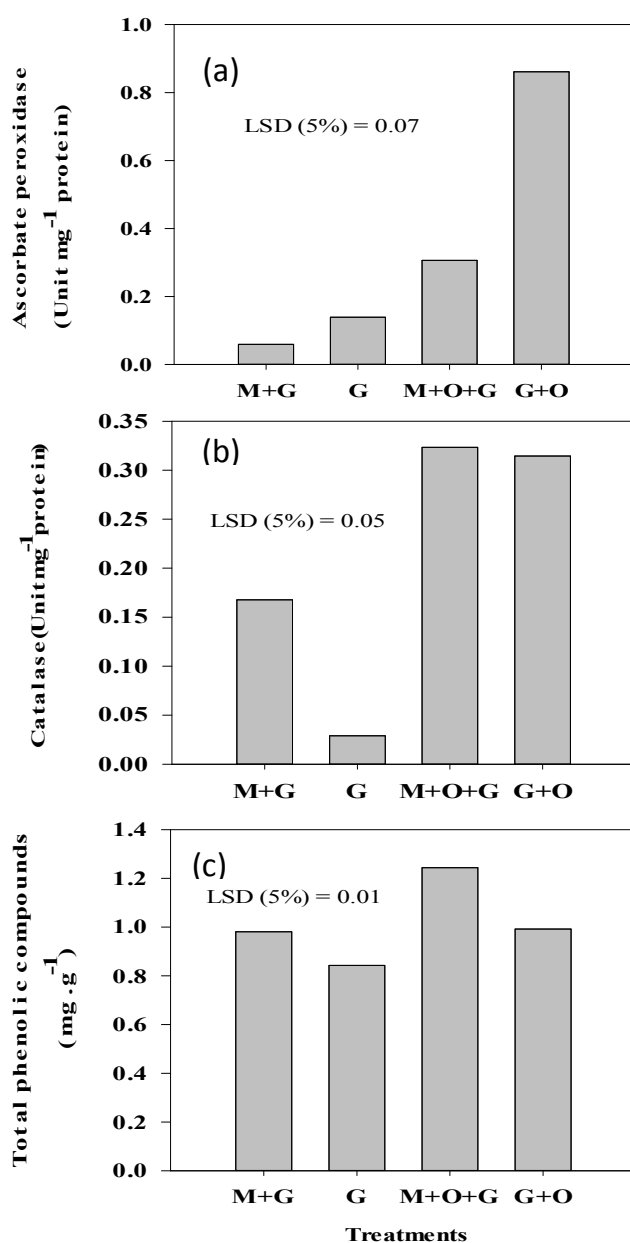 Ascorbate peroxidase
(Unit mg-1 protein)
1.0
0.8
0.6
0.4
0.2
0.0
(a)
LSD (5%) = 0.07
M+G G M+O+G G+O
Catalase(Unitmg-1protein)
0.35
0.30
0.25
0.20
0.15
0.10
0.05
0.00
(b)
LSD (5%) = 0.05
M+G G M+O+G G+O
Total phenolic compounds
(mg .g-1)
1.4
1.2
1.0
0.8
0.6
0.4
0.2
0.0
(c)
LSD (5%) = 0.01
M+G G M+O+G G+O
Treatments